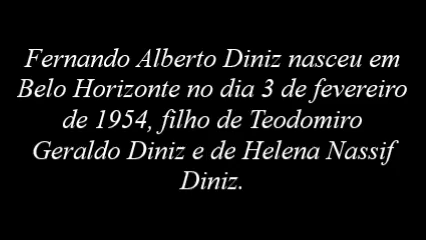 Fernando Alberto Diniz nasceu em
Belo Horizonte no dia 3 de fevereiro
de 1954, filho de Teodomiro
Geraldo Diniz e de Helena Nassif
Diniz.